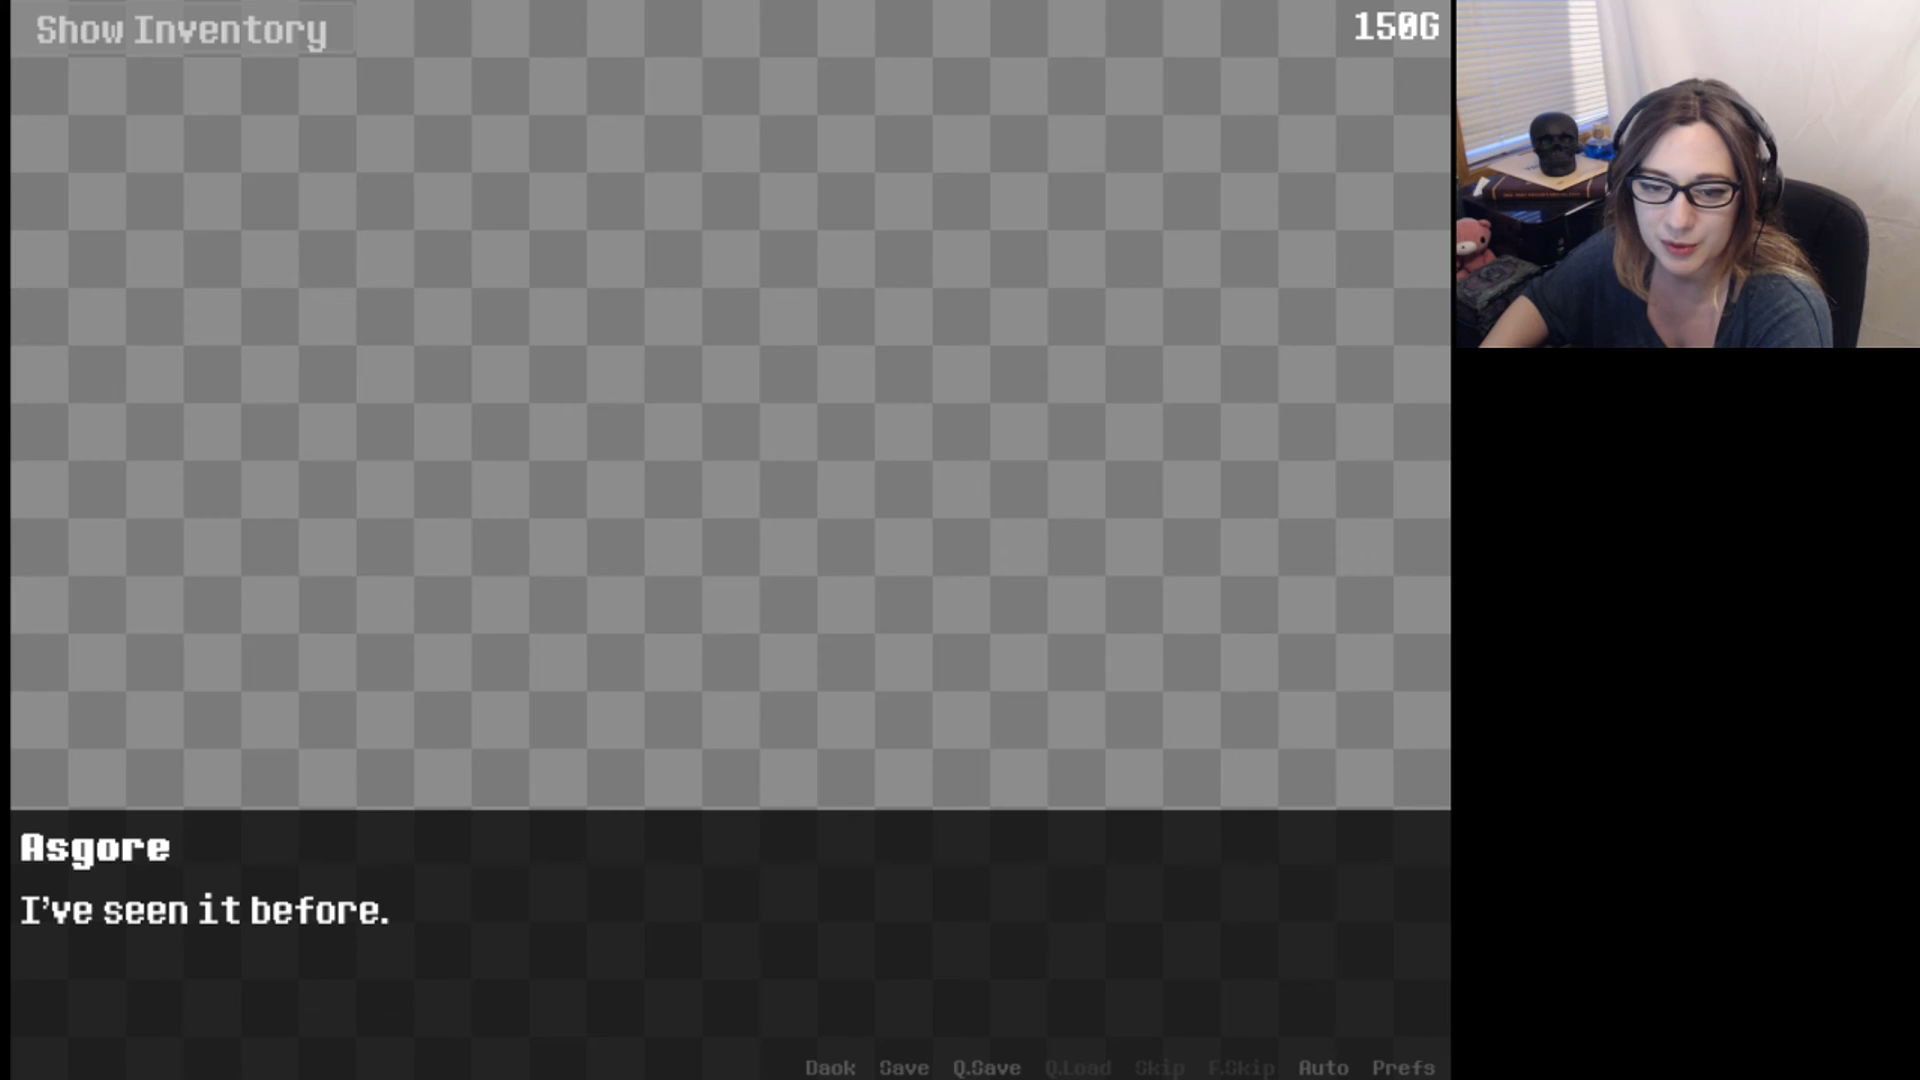 Show Inventory
150G
Asgore
I've seen it before.
Back Save Q.Save Q.Load Skip F.Skip Auto Prefs